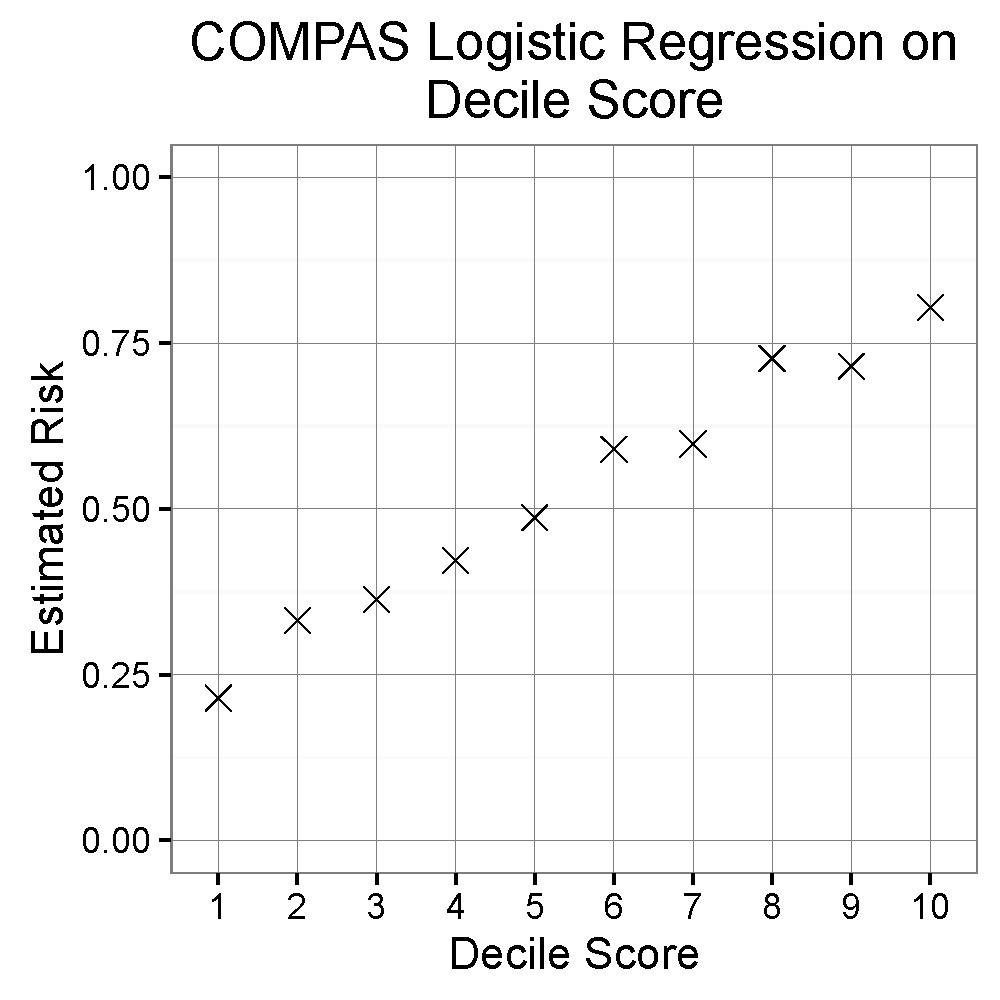 COMPAS Logistic Regression on
Decile Score
1.00
0.75
0.50
0.25
0.00
Estimated Risk
1 2 3 4 5 6 7 8 9 10
Decile Score